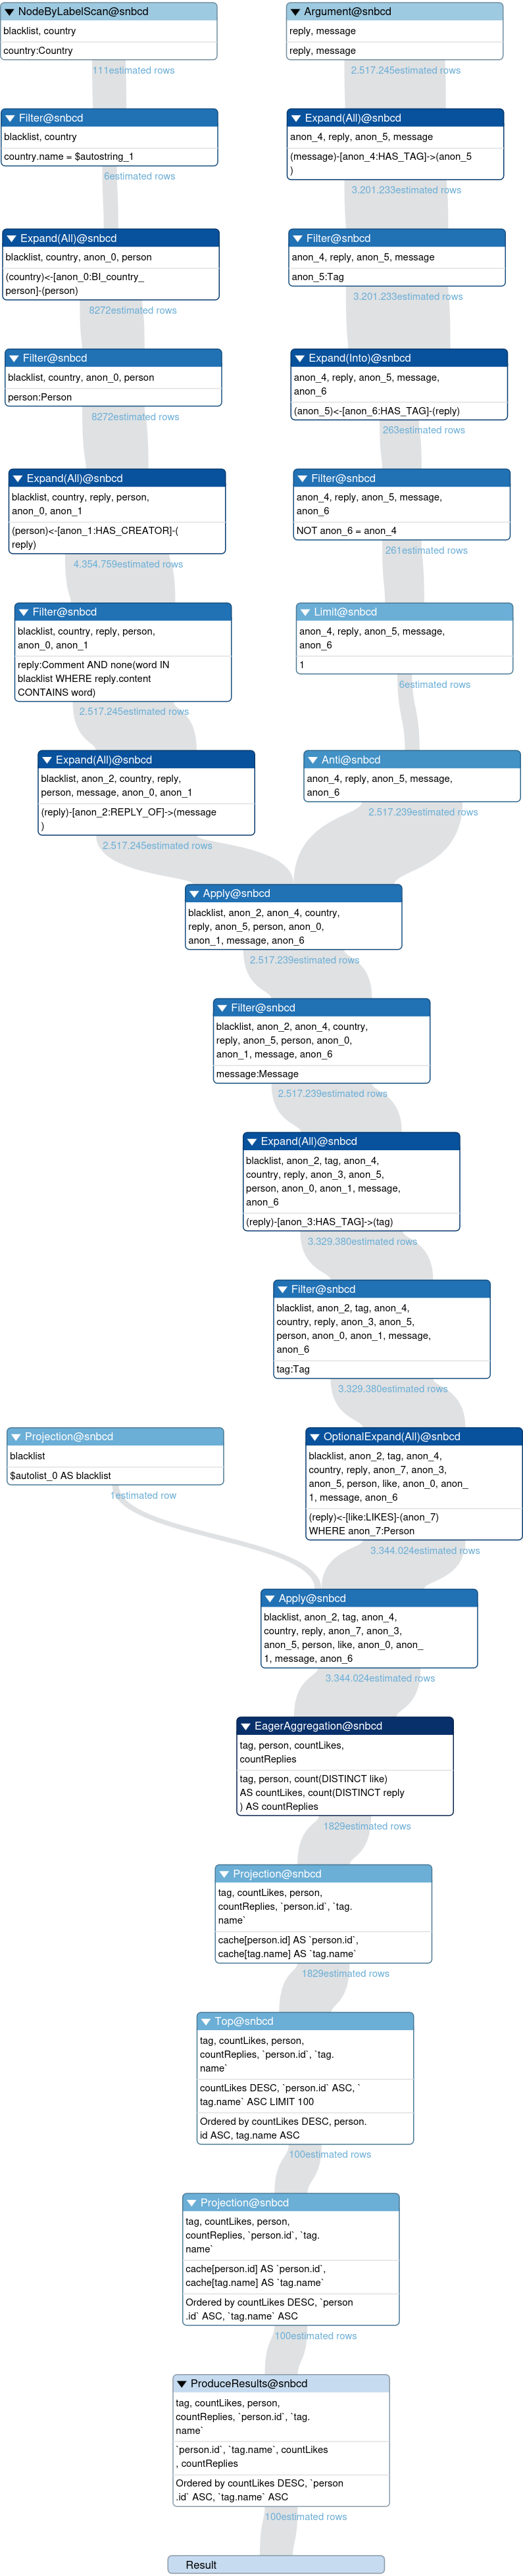 NodeByLabelScan@snbcd
blacklist, country
country:Country
111estimated rows
Filter@snbcd
blacklist, country
country.name = $autostring_1
6estimated rows
Expand(All)@snbcd
blacklist, country, anon_0, person
(country)<-[anon_0:BI_country_
person]-(person)
8272estimated rows
Filter@snbcd
blacklist, country, anon_0, person
person:Person
8272estimated rows
Expand(All)@snbcd
blacklist, country, reply, person,
anon_0, anon_1
(person)<-[anon_1:HAS_CREATOR]-(
reply)
4.354.759estimated rows
Filter@snbcd
blacklist, country, reply, person,
anon_0, anon_1
reply:Comment AND none(word IN
blacklist WHERE reply.content
CONTAINS word)
2.517.245estimated rows
Expand(All)@snbcd
blacklist, anon_2, country, reply,
person, message, anon_0, anon_1
(reply)-[anon_2:REPLY_OF]->(message
)
2.517.245estimated rows
Argument@snbcd
reply, message
reply, message
2.517.245estimated rows
Expand(All)@snbcd
anon_4, reply, anon_5, message
(message)-[anon_4:HAS_TAG]->(anon_5
)
3.201.233estimated rows
Filter@snbcd
anon_4, reply, anon_5, message
anon_5:Tag
3.201.233estimated rows
Expand(Into)@snbcd
anon_4, reply, anon_5, message,
anon_6
(anon_5)<-[anon_6:HAS_TAG]-(reply)
263estimated rows
Filter@snbcd
anon_4, reply, anon_5, message,
anon_6
NOT anon_6 = anon_4
261estimated rows
Limit@snbcd
anon_4, reply, anon_5, message,
anon_6
1
6estimated rows
Anti@snbcd
anon_4, reply, anon_5, message,
anon_6
2.517.239estimated rows
Apply@snbcd
blacklist, anon_2, anon_4, country,
reply, anon_5, person, anon_0,
anon_1, message, anon_6
2.517.239estimated rows
Filter@snbcd
blacklist, anon_2, anon_4, country,
reply, anon_5, person, anon_0,
anon_1, message, anon_6
message:Message
2.517.239estimated rows
Expand(All)@snbcd
blacklist, anon_2, tag, anon_4,
country, reply, anon_3, anon_5,
person, anon_0, anon_1, message,
anon_6
(reply)-[anon_3:HAS_TAG]->(tag)
3.329.380estimated rows
Filter@snbcd
blacklist, anon_2, tag, anon_4,
country, reply, anon_3, anon_5,
person, anon_0, anon_1, message,
anon_6
tag:Tag
3.329.380estimated rows
Projection@snbcd
blacklist
$autolist_0 AS blacklist
1estimated row
OptionalExpand(All)@snbcd
blacklist, anon_2, tag, anon_4,
country, reply, anon_7, anon_3,
anon_5, person, like, anon_0, anon_
1, message, anon_6
(reply)<-[like:LIKES]-(anon_7)
WHERE anon_7:Person
3.344.024estimated rows
Apply@snbcd
blacklist, anon_2, tag, anon_4,
country, reply, anon_7, anon_3,
anon_5, person, like, anon_0, anon_
1, message, anon_6
3.344.024estimated rows
EagerAggregation@snbcd
tag, person, countLikes,
countReplies
tag, person, count(DISTINCT like)
AS countLikes, count(DISTINCT reply
) AS countReplies
1829estimated rows
Projection@snbcd
tag, countLikes, person,
countReplies, `person.id`, `tag.
name`
cache[person.id] AS `person.id`,
cache[tag.name] AS `tag.name`
1829estimated rows
Top@snbcd
tag, countLikes, person,
countReplies, `person.id`, `tag.
name`
countLikes DESC, `person.id` ASC, `
tag.name` ASC LIMIT 100
Ordered by countLikes DESC, person.
id ASC, tag.name ASC
100estimated rows
Projection@snbcd
tag, countLikes, person,
countReplies, `person.id`, `tag.
name`
cache[person.id] AS `person.id`,
cache[tag.name] AS `tag.name`
Ordered by countLikes DESC, `person
.id` ASC, `tag.name` ASC
100estimated rows
ProduceResults@snbcd
tag, countLikes, person,
countReplies, `person.id`, `tag.
name`
`person.id`, `tag.name`, countLikes
, countReplies
Ordered by countLikes DESC, `person
.id` ASC, `tag.name` ASC
100estimated rows
Result